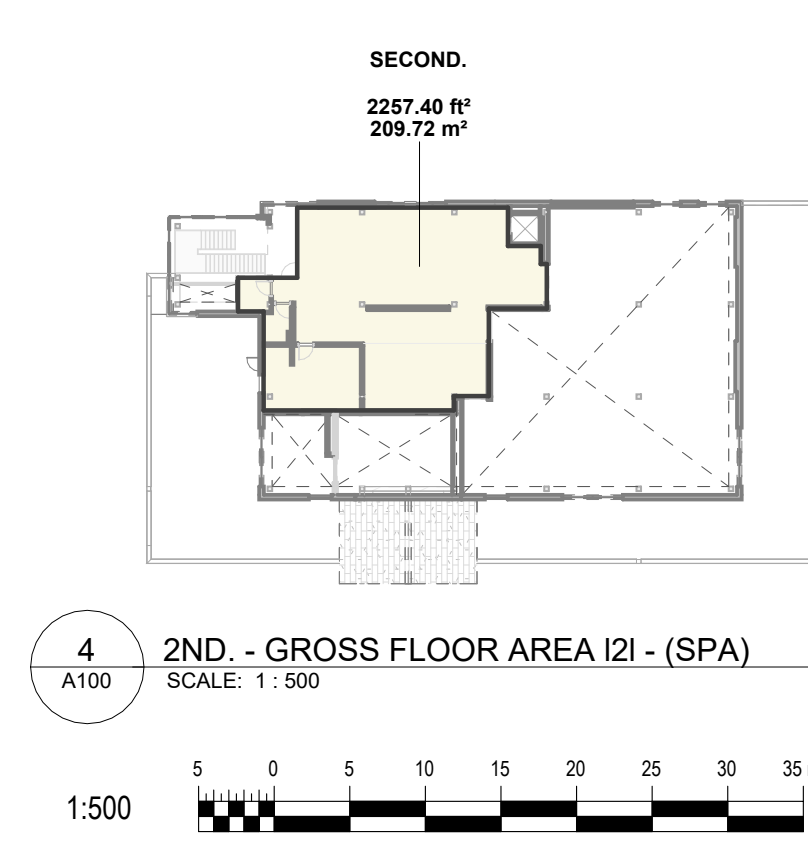 SECOND.
2257.40 ft²
209.72 m²
4
A100
2ND. - GROSS FLOOR AREA I2I - (SPA)
SCALE: 1 : 500
1:500
5 0 5 10 15 20 25 30 35